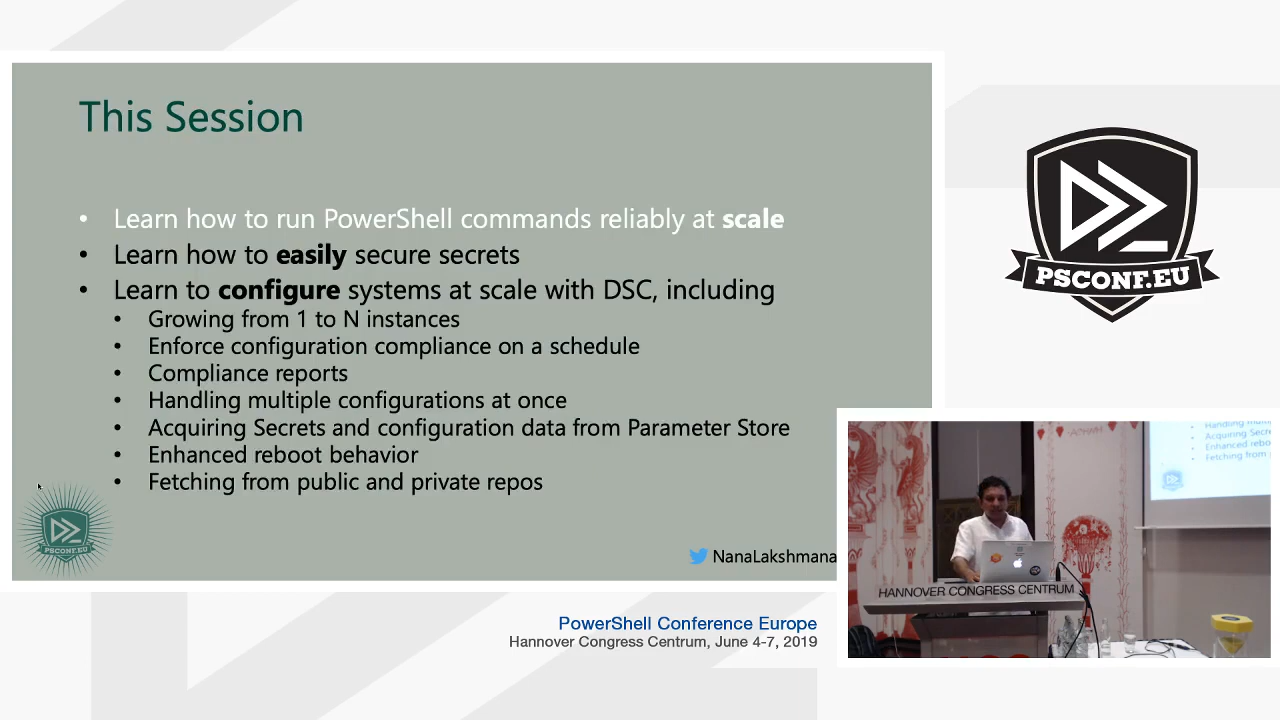 This Session
• Learn how to run PowerShell commands reliably at scale
• Learn how to easily secure secrets
• Learn to configure systems at scale with DSC, including
• Growing from 1 to N instances
• Enforce configuration compliance on a schedule
• Compliance reports
• Handling multiple configurations at once
• Acquiring Secrets and configuration data from Parameter Store
• Enhanced reboot behavior
• Fetching from public and private repos
PSCONF.EU
NanaLakshmana
PSCONF.EU
HANNOVER CONGRESS CENTRUM
PowerShell Conference Europe
Hannover Congress Centrum, June 4-7, 2019